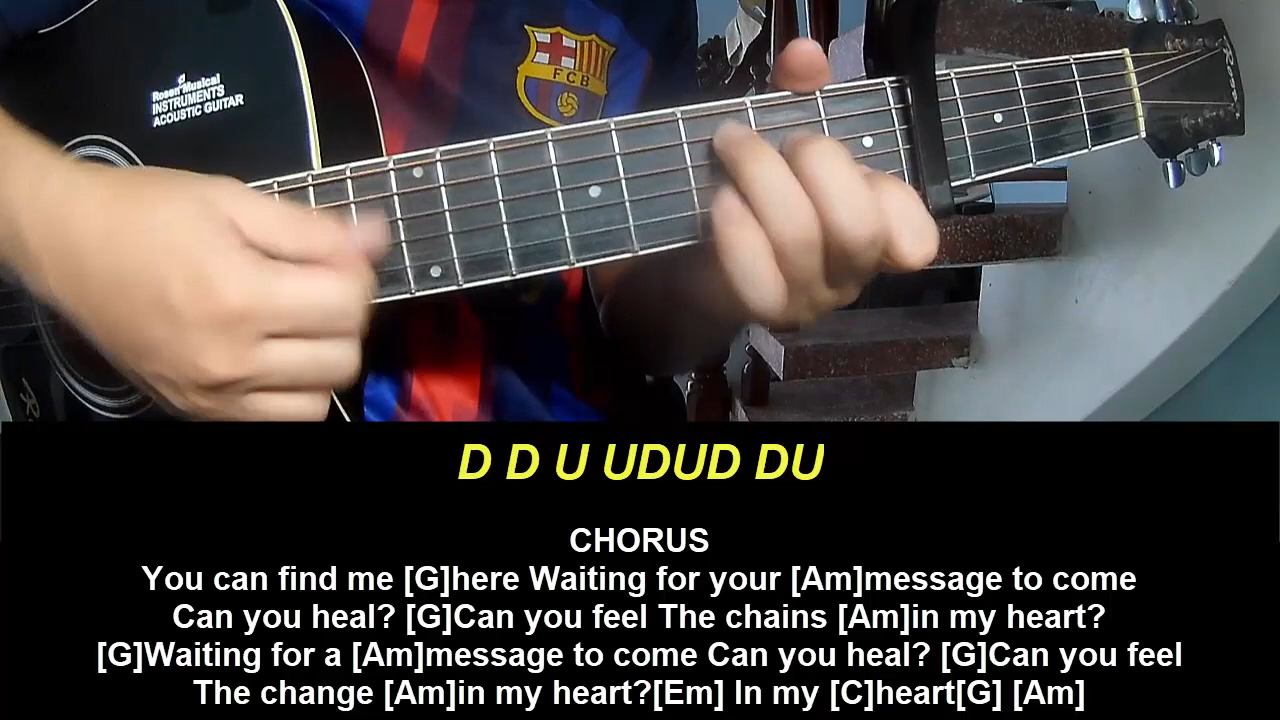 Rosen Musical
INSTRUMENTS
ACOUSTIC GUITAR
FCB
Rosen
D D U UDUD DU
CHORUS
You can find me [G]here Waiting for your [Am]message to come
Can you heal? [G]Can you feel The chains [Am]in my heart?
[G]Waiting for a [Am]message to come Can you heal? [G]Can you feel
The change [Am]in my heart?[Em] In my [C]heart[G] [Am]